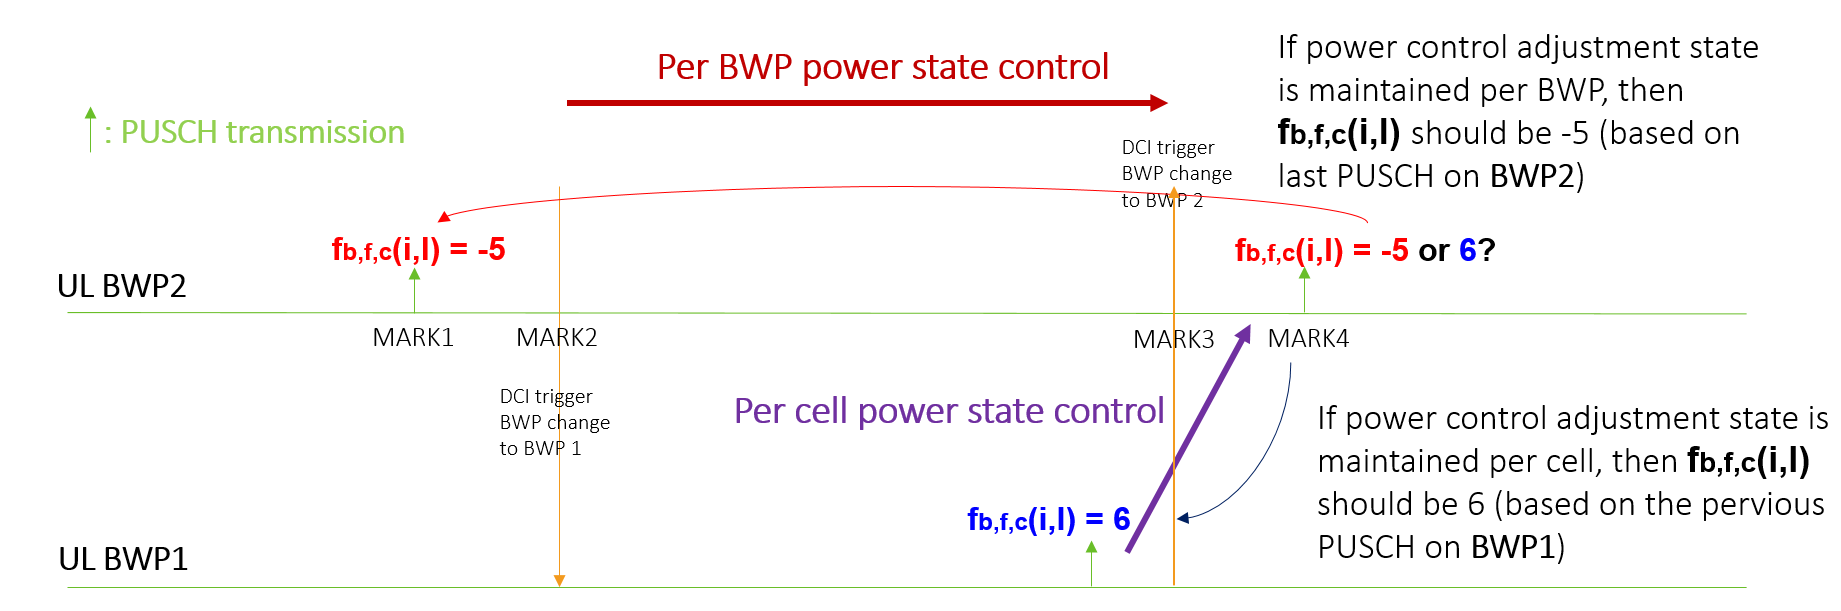 Per BWP power state control
If power control adjustment state
is maintained per BWP, then
fb,f,c(i,l) should be -5 (based on
last PUSCH on BWP2)
: PUSCH transmission
DCI trigger
BWP change
to BWP 2
fb,f,c(i,l) = -5
fb,f,c(i,l) = -5 or 6?
UL BWP2
MARK1
MARK2
MARK3
MARK4
DCI trigger
BWP change
to BWP 1
Per cell power state control
If power control adjustment state is
maintained per cell, then fb,f,c(i,l)
should be 6 (based on the pervious
PUSCH on BWP1)
fb,f,c(i,l) = 6
UL BWP1